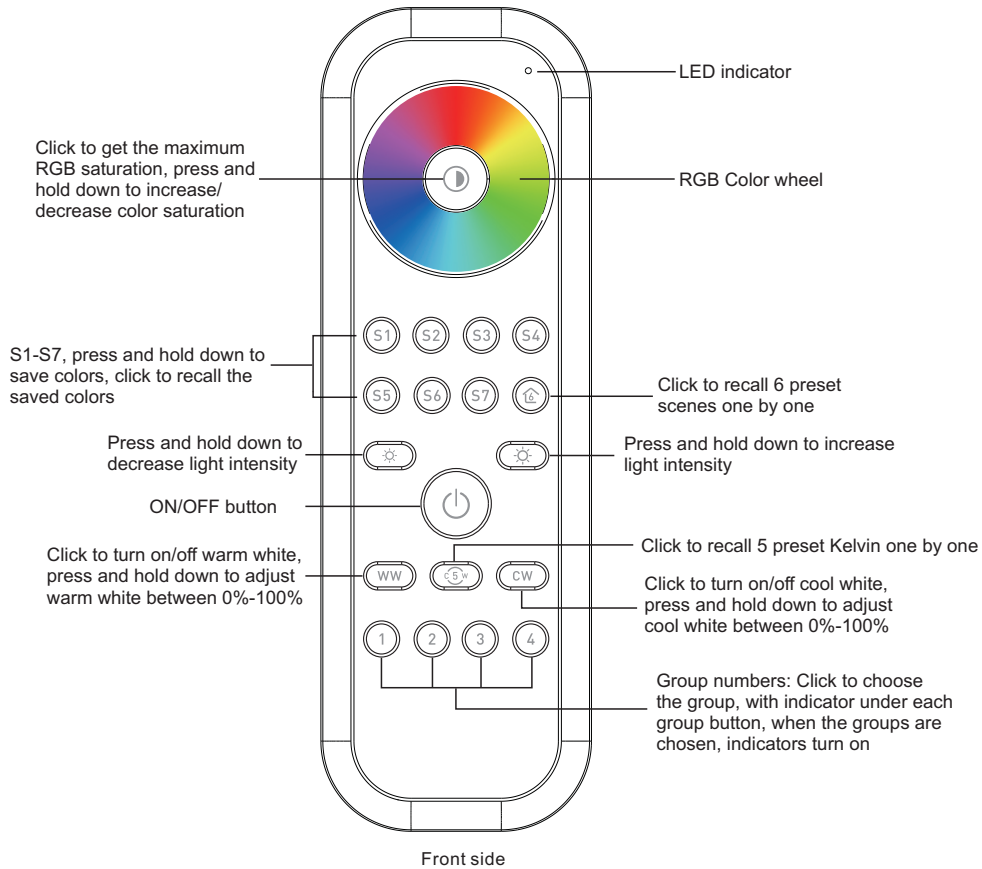 LED indicator
Click to get the maximum
RGB saturation, press and
hold down to increase/
decrease color saturation
RGB Color wheel
S1 S2 S3 S4
S1-S7, press and hold down to
save colors, click to recall the
saved colors
S5 S6 S7 6
Click to recall 6 preset
scenes one by one
Press and hold down to
decrease light intensity
Press and hold down to increase
light intensity
ON/OFF button
Click to recall 5 preset Kelvin one by one
Click to turn on/off warm white,
press and hold down to adjust
warm white between 0%-100%
WW C5W CW
Click to turn on/off cool white,
press and hold down to adjust
cool white between 0%-100%
1 2 3 4
Group numbers: Click to choose
the group, with indicator under each
group button, when the groups are
chosen, indicators turn on
Front side